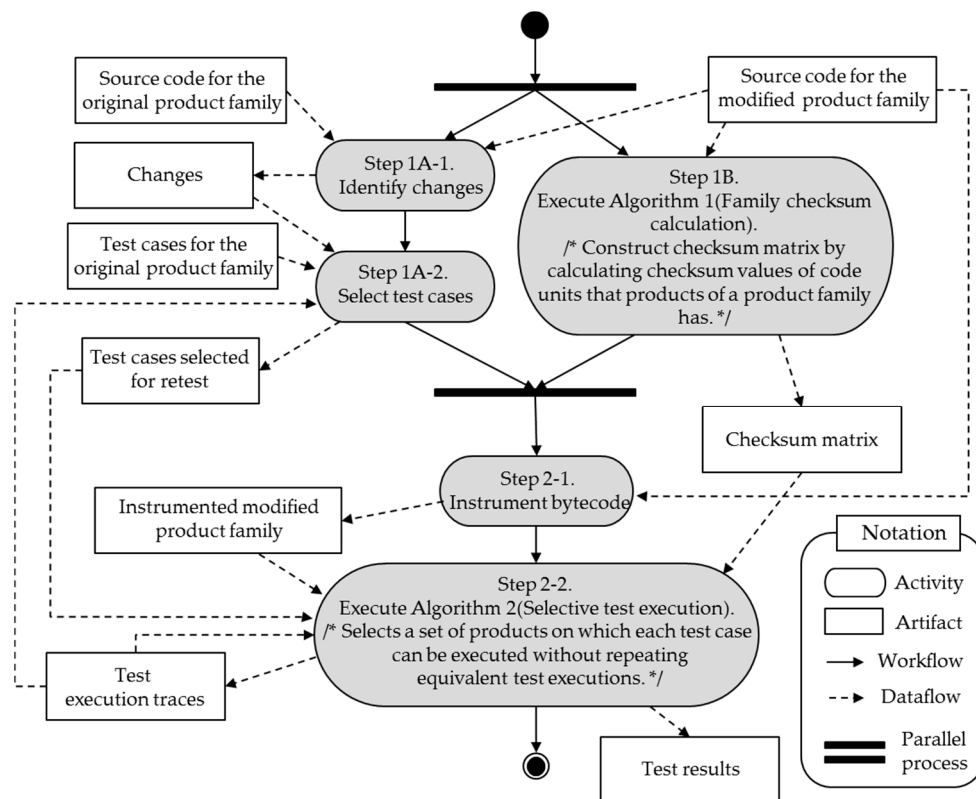 Source code for the
original product family
Source code for the
modified product family
Step 1A-1.
Identify changes
Changes
Step 1B.
Execute Algorithm 1(Family checksum
calculation).
/* Construct checksum matrix by
calculating checksum values of code
units that products of a product family
has. */
Test cases for the
original product family
Step 1A-2.
Select test cases
Test cases selected
for retest
Checksum matrix
Step 2-1.
Instrument bytecode
Instrumented modified
product family
Step 2-2.
Execute Algorithm 2(Selective test execution).
/* Selects a set of products on which each test case
can be executed without repeating
equivalent test executions. */
Test
execution traces
Test results
Notation
Activity
Artifact
Workflow
Dataflow
Parallel
process